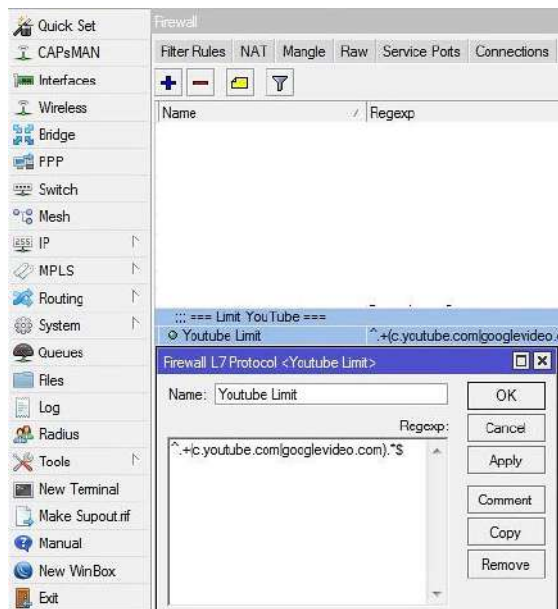 Quick Set
CAPsMAN
Interfaces
Wireless
Bridge
PPP
Switch
Mesh
IP
MPLS
Routing
System
Queues
Files
Log
Radius
Tools
New Terminal
Make Supout.rif
Manual
New WinBox
Exit
Firewall
Filter Rules NAT Mangle Raw Service Ports Connections
Name / Regexp
::: === Limit YouTube ===
Youtube Limit ^.+(c.youtube.com|googlevideo.
Firewall L7 Protocol <Youtube Limit>
Name: Youtube Limit
Regexp:
^.+(c.youtube.com|googlevideo.com).*$
OK
Cancel
Apply
Comment
Copy
Remove